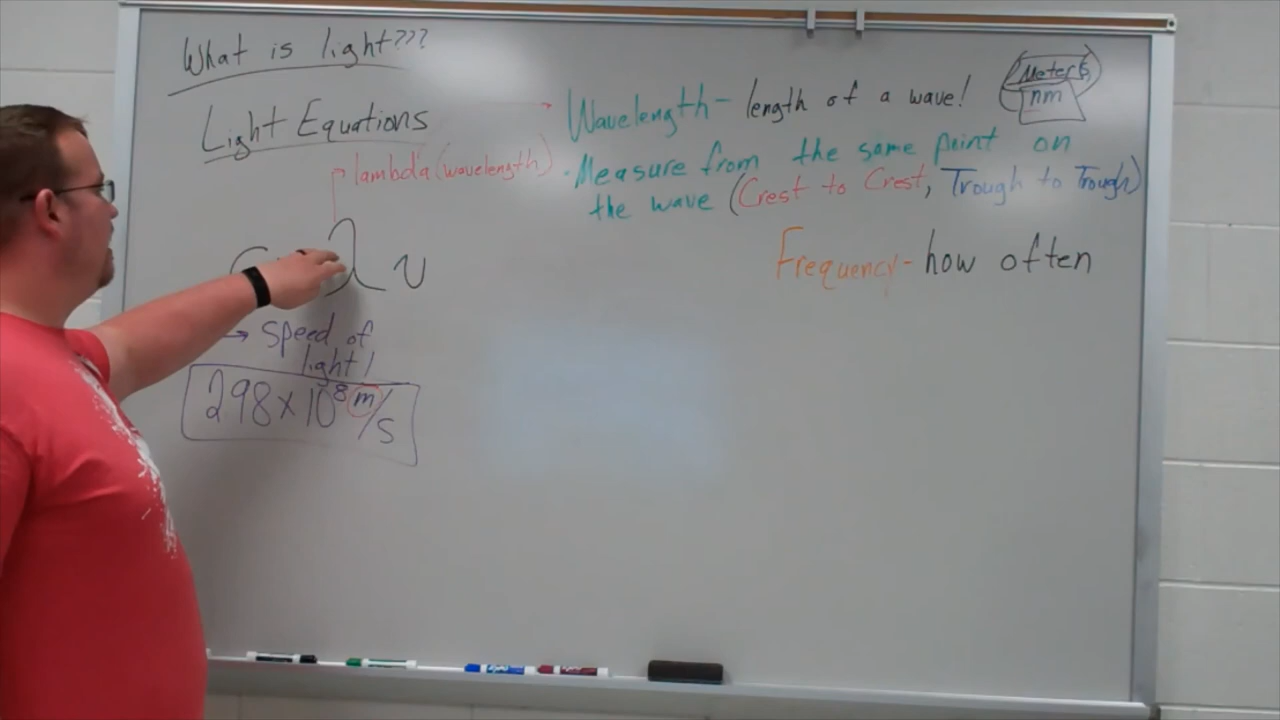 What is light???
Light Equations
lambda (wavelength)
c λ ν
→ Speed of
light!
298 × 10⁸ m/s
Wavelength - length of a wave!
Meters
nm
· Measure from the same point on
the wave (Crest to Crest, Trough to Trough)
Frequency - how often